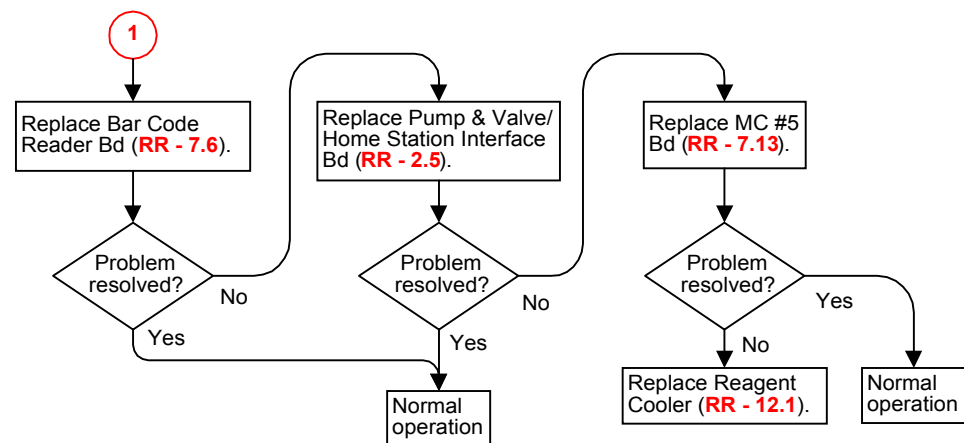 1
Replace Bar Code
Reader Bd (RR - 7.6).
Problem
resolved?
No
Yes
Replace Pump & Valve/
Home Station Interface
Bd (RR - 2.5).
Problem
resolved?
No
Yes
Normal
operation
Replace MC #5
Bd (RR - 7.13).
Problem
resolved?
Yes
No
Replace Reagent
Cooler (RR - 12.1).
Normal
operation